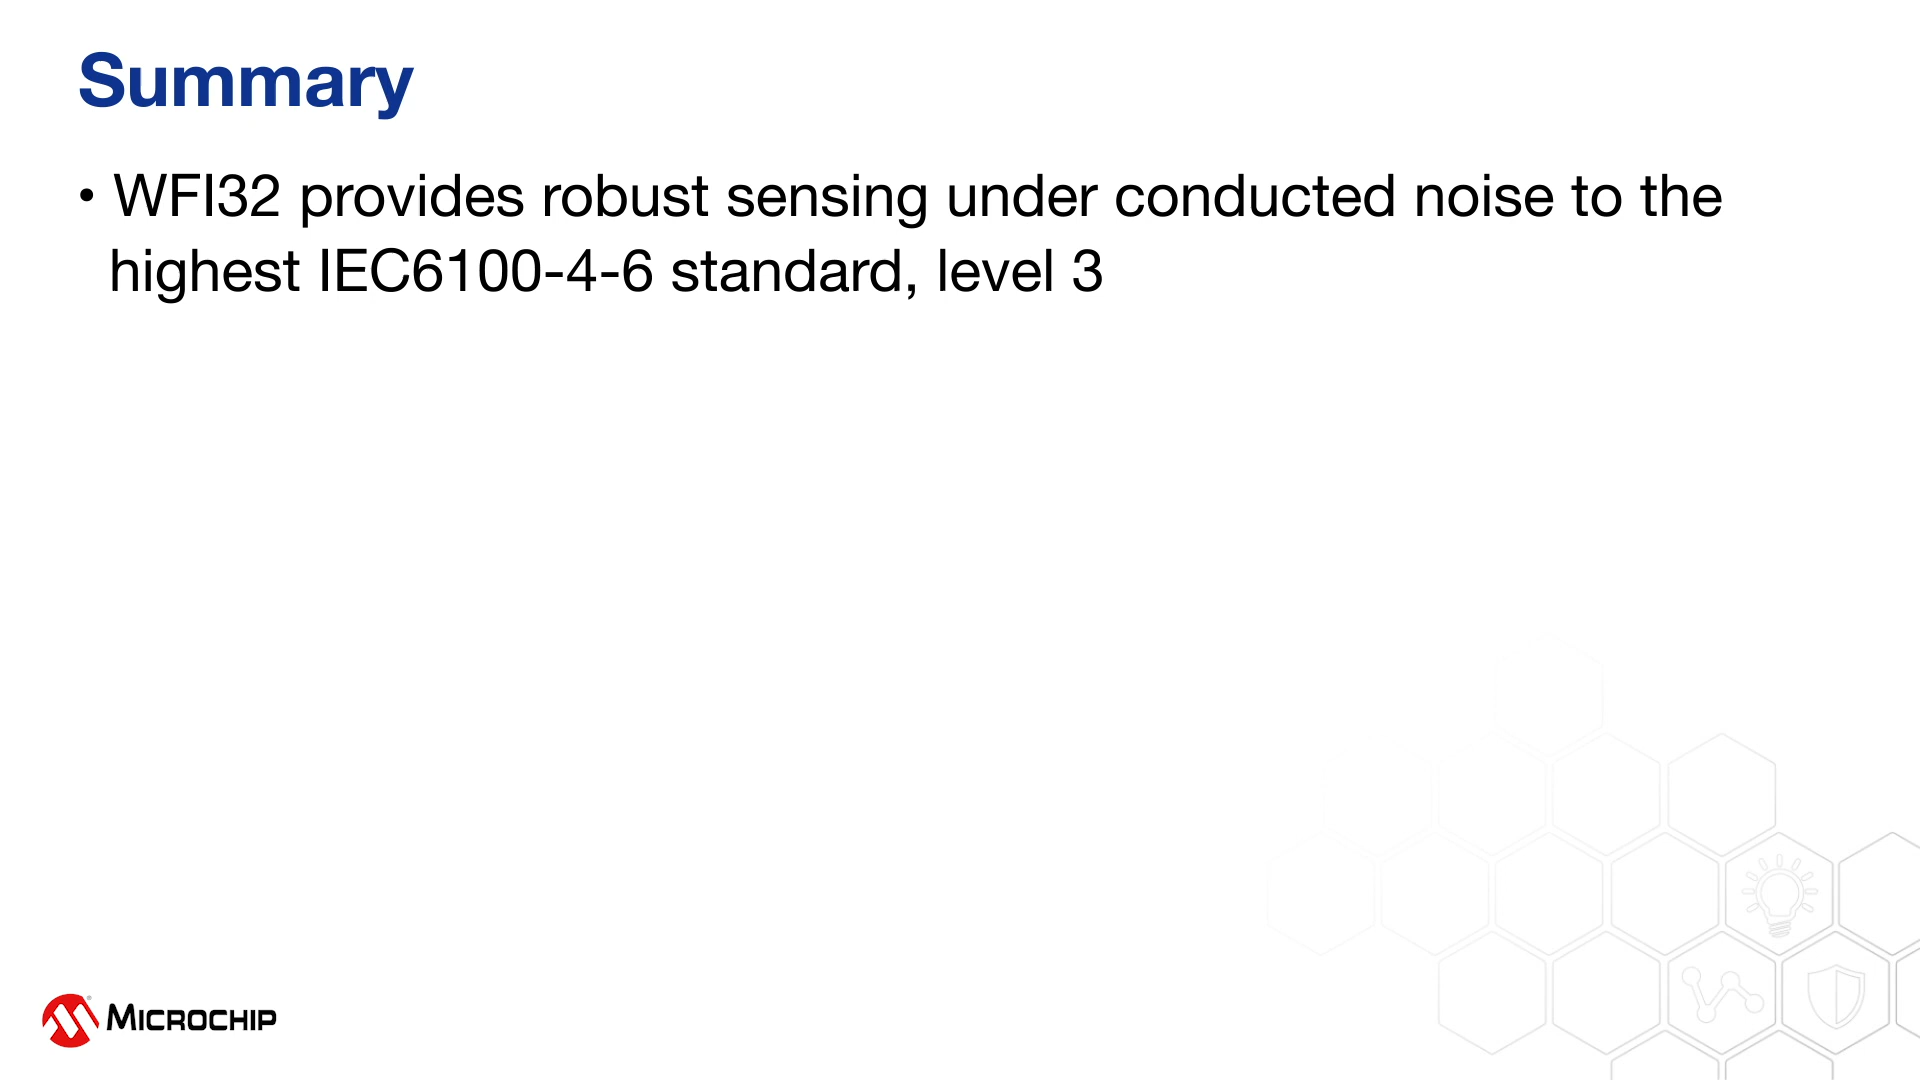 Summary
• WFI32 provides robust sensing under conducted noise to the
highest IEC6100-4-6 standard, level 3
MICROCHIP